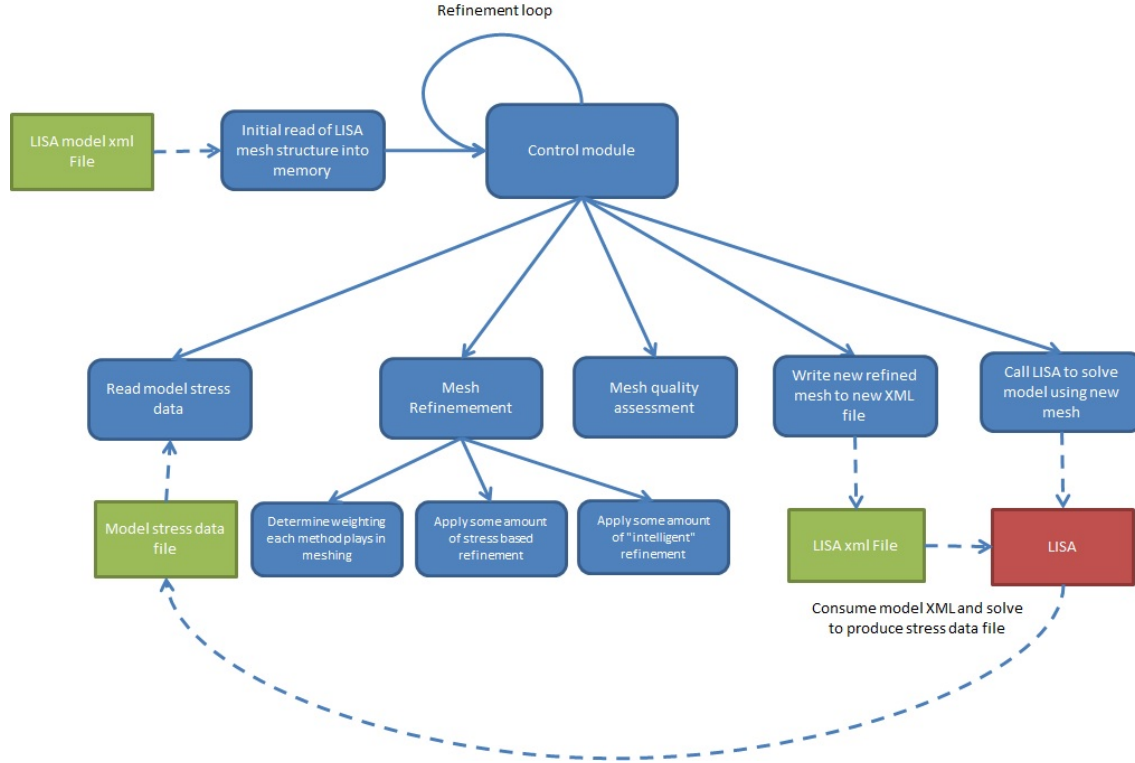 Refinement loop
LISA model xml
File
Initial read of LISA
mesh structure into
memory
Control module
Read model stress
data
Mesh
Refinemement
Mesh quality
assessment
Write new refined
mesh to new XML
file
Call LISA to solve
model using new
mesh
Model stress data
file
Determine weighting
each method plays in
meshing
Apply some amount
of stress based
refinement
Apply some amount
of "intelligent"
refinement
LISA xml File
LISA
Consume model XML and solve
to produce stress data file